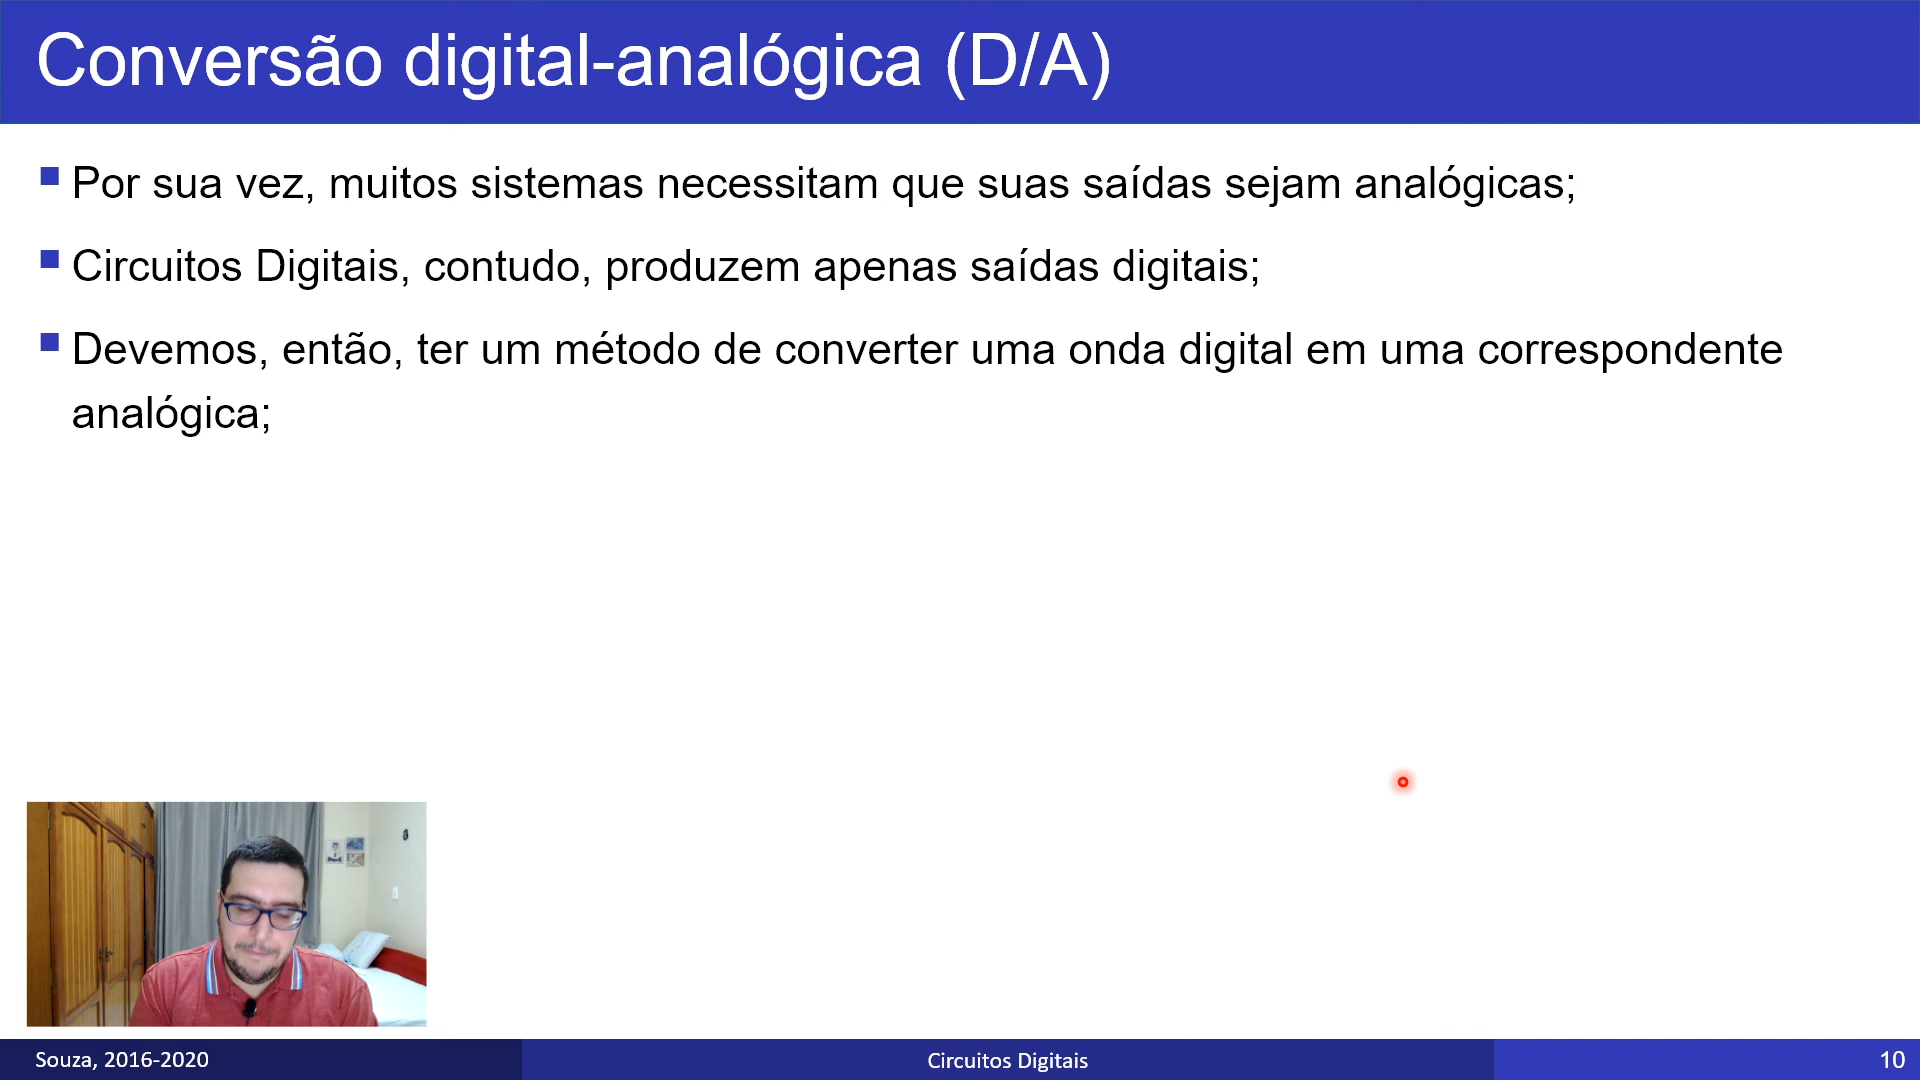 Conversão digital-analógica (D/A)
Por sua vez, muitos sistemas necessitam que suas saídas sejam analógicas;
Circuitos Digitais, contudo, produzem apenas saídas digitais;
Devemos, então, ter um método de converter uma onda digital em uma correspondente
analógica;
Souza, 2016-2020
Circuitos Digitais
10